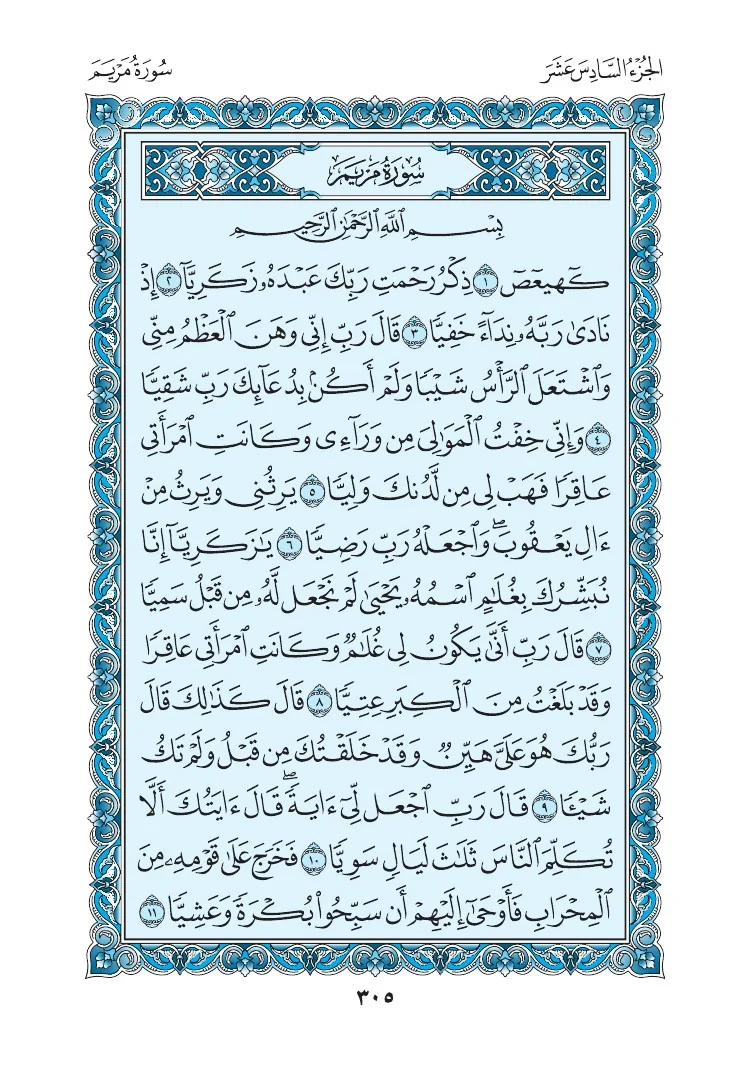 الجُزْءُ السَّادِسَ عَشَرَ
سُورَةُ مَرْيَمَ
سُورَةُ مَرْيَمَ
بِسْمِ ٱللَّهِ ٱلرَّحْمَٰنِ ٱلرَّحِيمِ
كٓهيعٓصٓ ١ ذِكْرُ رَحْمَتِ رَبِّكَ عَبْدَهُۥ زَكَرِيَّآ ٢ إِذْ
نَادَىٰ رَبَّهُۥ نِدَآءً خَفِيًّا ٣ قَالَ رَبِّ إِنِّي وَهَنَ ٱلْعَظْمُ مِنِّي
وَٱشْتَعَلَ ٱلرَّأْسُ شَيْبًا وَلَمْ أَكُنۢ بِدُعَآئِكَ رَبِّ شَقِيًّا
٤ وَإِنِّي خِفْتُ ٱلْمَوَٰلِيَ مِن وَرَآءِي وَكَانَتِ ٱمْرَأَتِي
عَاقِرًا فَهَبْ لِي مِن لَّدُنكَ وَلِيًّا ٥ يَرِثُنِي وَيَرِثُ مِنْ
ءَالِ يَعْقُوبَۖ وَٱجْعَلْهُ رَبِّ رَضِيًّا ٦ يَٰزَكَرِيَّآ إِنَّا
نُبَشِّرُكَ بِغُلَٰمٍ ٱسْمُهُۥ يَحْيَىٰ لَمْ نَجْعَل لَّهُۥ مِن قَبْلُ سَمِيًّا
٧ قَالَ رَبِّ أَنَّىٰ يَكُونُ لِي غُلَٰمٌ وَكَانَتِ ٱمْرَأَتِي عَاقِرًا
وَقَدْ بَلَغْتُ مِنَ ٱلْكِبَرِ عِتِيًّا ٨ قَالَ كَذَٰلِكَ قَالَ
رَبُّكَ هُوَ عَلَيَّ هَيِّنٌ وَقَدْ خَلَقْتُكَ مِن قَبْلُ وَلَمْ تَكُ
شَيْـًٔا ٩ قَالَ رَبِّ ٱجْعَل لِّيٓ ءَايَةًۖ قَالَ ءَايَتُكَ أَلَّا
تُكَلِّمَ ٱلنَّاسَ ثَلَٰثَ لَيَالٍ سَوِيًّا ١٠ فَخَرَجَ عَلَىٰ قَوْمِهِۦ مِنَ
ٱلْمِحْرَابِ فَأَوْحَىٰٓ إِلَيْهِمْ أَن سَبِّحُوا۟ بُكْرَةً وَعَشِيًّا ١١
٣٠٥